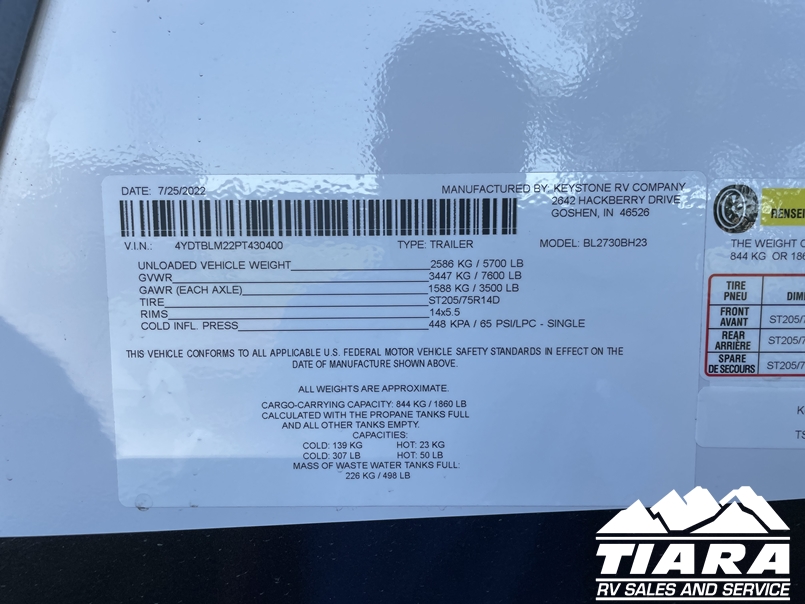 DATE: 7/25/2022 MANUFACTURED BY KEYSTONE RV COMPANY
2642 HACKBERRY DRIVE
GOSHEN, IN 46526
V.I.N.: 4YDTBLM22PT430400 TYPE: TRAILER MODEL: BL2730BH23
UNLOADED VEHICLE WEIGHT 2586 KG / 5700 LB
GVWR 3447 KG / 7600 LB
GAWR (EACH AXLE) 1588 KG / 3500 LB
TIRE ST205/75R14D
RIMS 14x5.5
COLD INFL. PRESS 448 KPA / 65 PSI/LPC - SINGLE
THIS VEHICLE CONFORMS TO ALL APPLICABLE U.S. FEDERAL MOTOR VEHICLE SAFETY STANDARDS IN EFFECT ON THE
DATE OF MANUFACTURE SHOWN ABOVE.
ALL WEIGHTS ARE APPROXIMATE.
CARGO-CARRYING CAPACITY: 844 KG / 1860 LB
CALCULATED WITH THE PROPANE TANKS FULL
AND ALL OTHER TANKS EMPTY.
CAPACITIES:
COLD: 139 KG HOT: 23 KG
COLD: 307 LB HOT: 50 LB
MASS OF WASTE WATER TANKS FULL:
226 KG / 498 LB
THE WEIGHT O
844 KG OR 186
TIRE
PNEU
DIM
FRONT
AVANT
ST205/7
REAR
ARRIÈRE
ST205/7
SPARE
DE SECOURS
ST205/7
K
TS
TIARA
RV SALES AND SERVICE